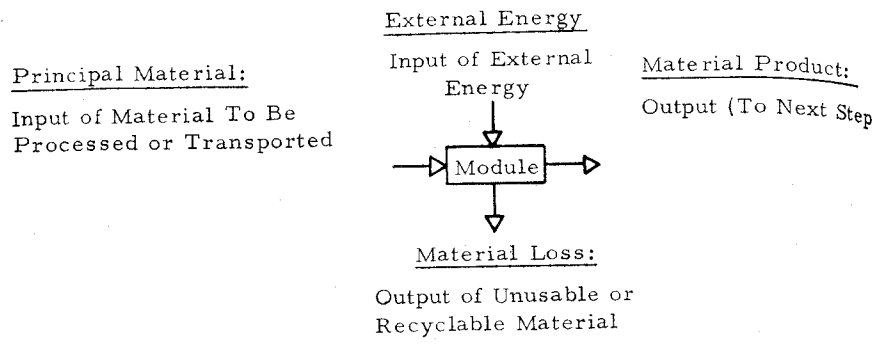 External Energy
Input of External
Energy
Principal Material:
Input of Material To Be
Processed or Transported
Material Product:
Output (To Next Step
Module
Material Loss:
Output of Unusable or
Recyclable Material